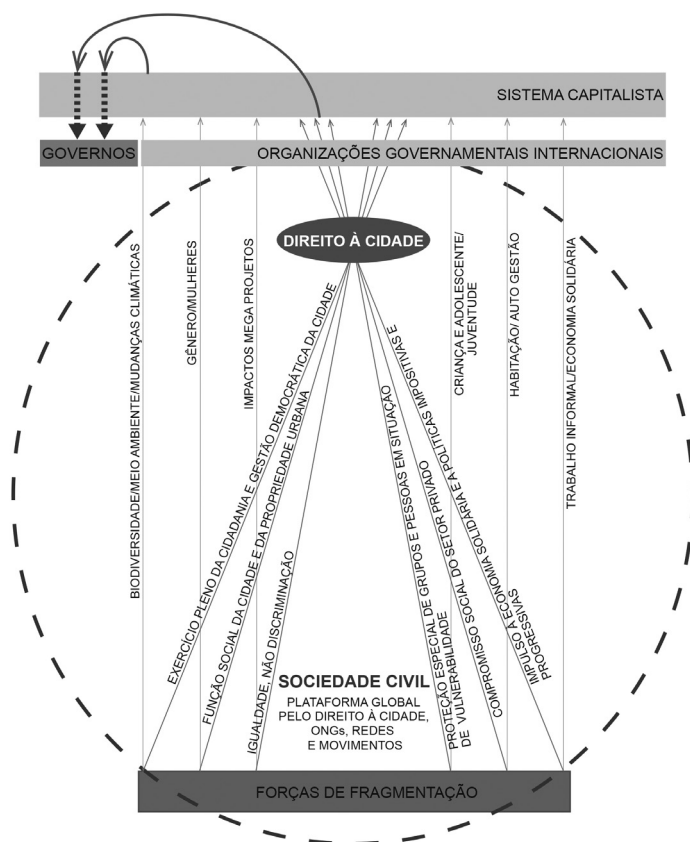 SISTEMA CAPITALISTA
GOVERNOS
ORGANIZAÇÕES GOVERNAMENTAIS INTERNACIONAIS
DIREITO À CIDADE
BIODIVERSIDADE/MEIO AMBIENTE/MUDANÇAS CLIMÁTICAS
GÊNERO/MULHERES
IMPACTOS MEGA PROJETOS
EXERCÍCIO PLENO DA CIDADANIA E GESTÃO DEMOCRÁTICA DA CIDADE
FUNÇÃO SOCIAL DA CIDADE E DA PROPRIEDADE URBANA
IGUALDADE, NÃO DISCRIMINAÇÃO
PROTEÇÃO ESPECIAL DE GRUPOS E PESSOAS EM SITUAÇÃO
DE VULNERABILIDADE
COMPROMISSO SOCIAL DO SETOR PRIVADO
IMPULSO À ECONOMIA SOLIDÁRIA E A POLÍTICAS IMPOSITIVAS E
PROGRESSIVAS
CRIANÇA E ADOLESCENTE/
JUVENTUDE
HABITAÇÃO/ AUTO GESTÃO
TRABALHO INFORMAL/ECONOMIA SOLIDÁRIA
SOCIEDADE CIVIL
PLATAFORMA GLOBAL
PELO DIREITO À CIDADE,
ONGs, REDES
E MOVIMENTOS
FORÇAS DE FRAGMENTAÇÃO